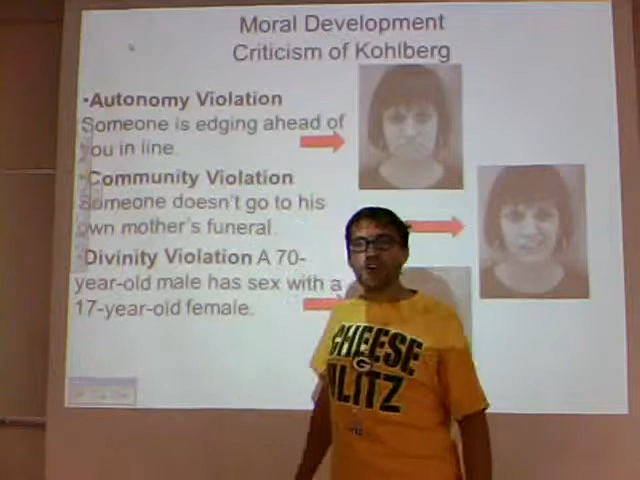 Moral Development
Criticism of Kohlberg
•Autonomy Violation
Someone is edging ahead of
you in line.
•Community Violation
Someone doesn't go to his
own mother's funeral.
•Divinity Violation A 70-
year-old male has sex with a
17-year-old female.
CHEESE
G
BLITZ